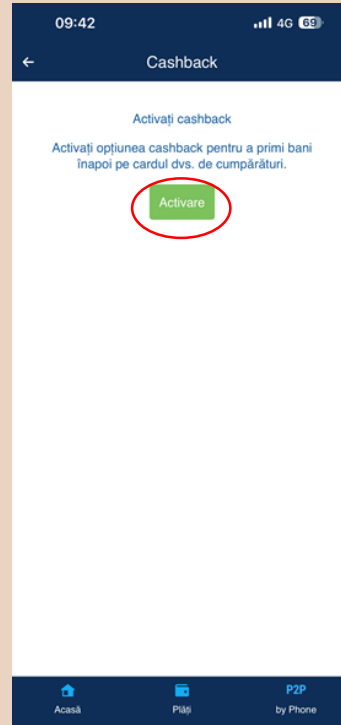 09:42 4G 69
Cashback
Activați cashback
Activați opțiunea cashback pentru a primi bani
înapoi pe cardul dvs. de cumpărături.
Activare
P2P
Acasă Plăți by Phone